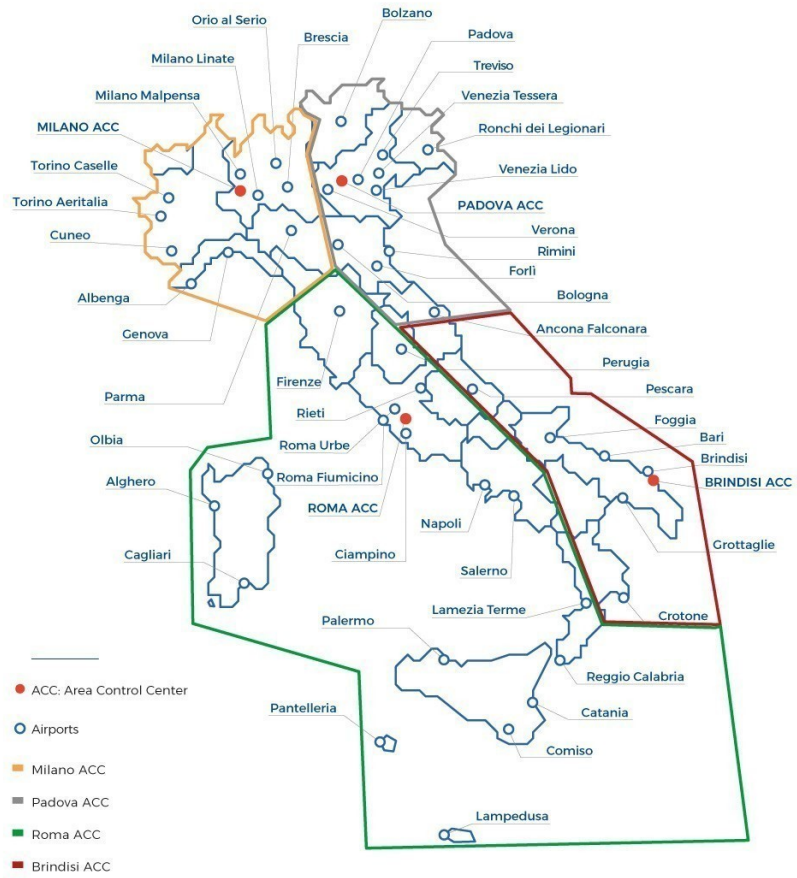 Bolzano
Orio al Serio
Padova
Brescia
Milano Linate
Treviso
Milano Malpensa
Venezia Tessera
MILANO ACC
Ronchi dei Legionari
Torino Caselle
Venezia Lido
Torino Aeritalia
PADOVA ACC
Verona
Cuneo
Rimini
Forlì
Albenga
Bologna
Genova
Ancona Falconara
Perugia
Firenze
Pescara
Parma
Rieti
Foggia
Olbia
Roma Urbe
Bari
Brindisi
Roma Fiumicino
Alghero
BRINDISI ACC
ROMA ACC
Napoli
Grottaglie
Cagliari
Ciampino
Salerno
Lamezia Terme
Crotone
Palermo
Reggio Calabria
ACC: Area Control Center
Pantelleria
Catania
Airports
Comiso
Milano ACC
Padova ACC
Lampedusa
Roma ACC
Brindisi ACC